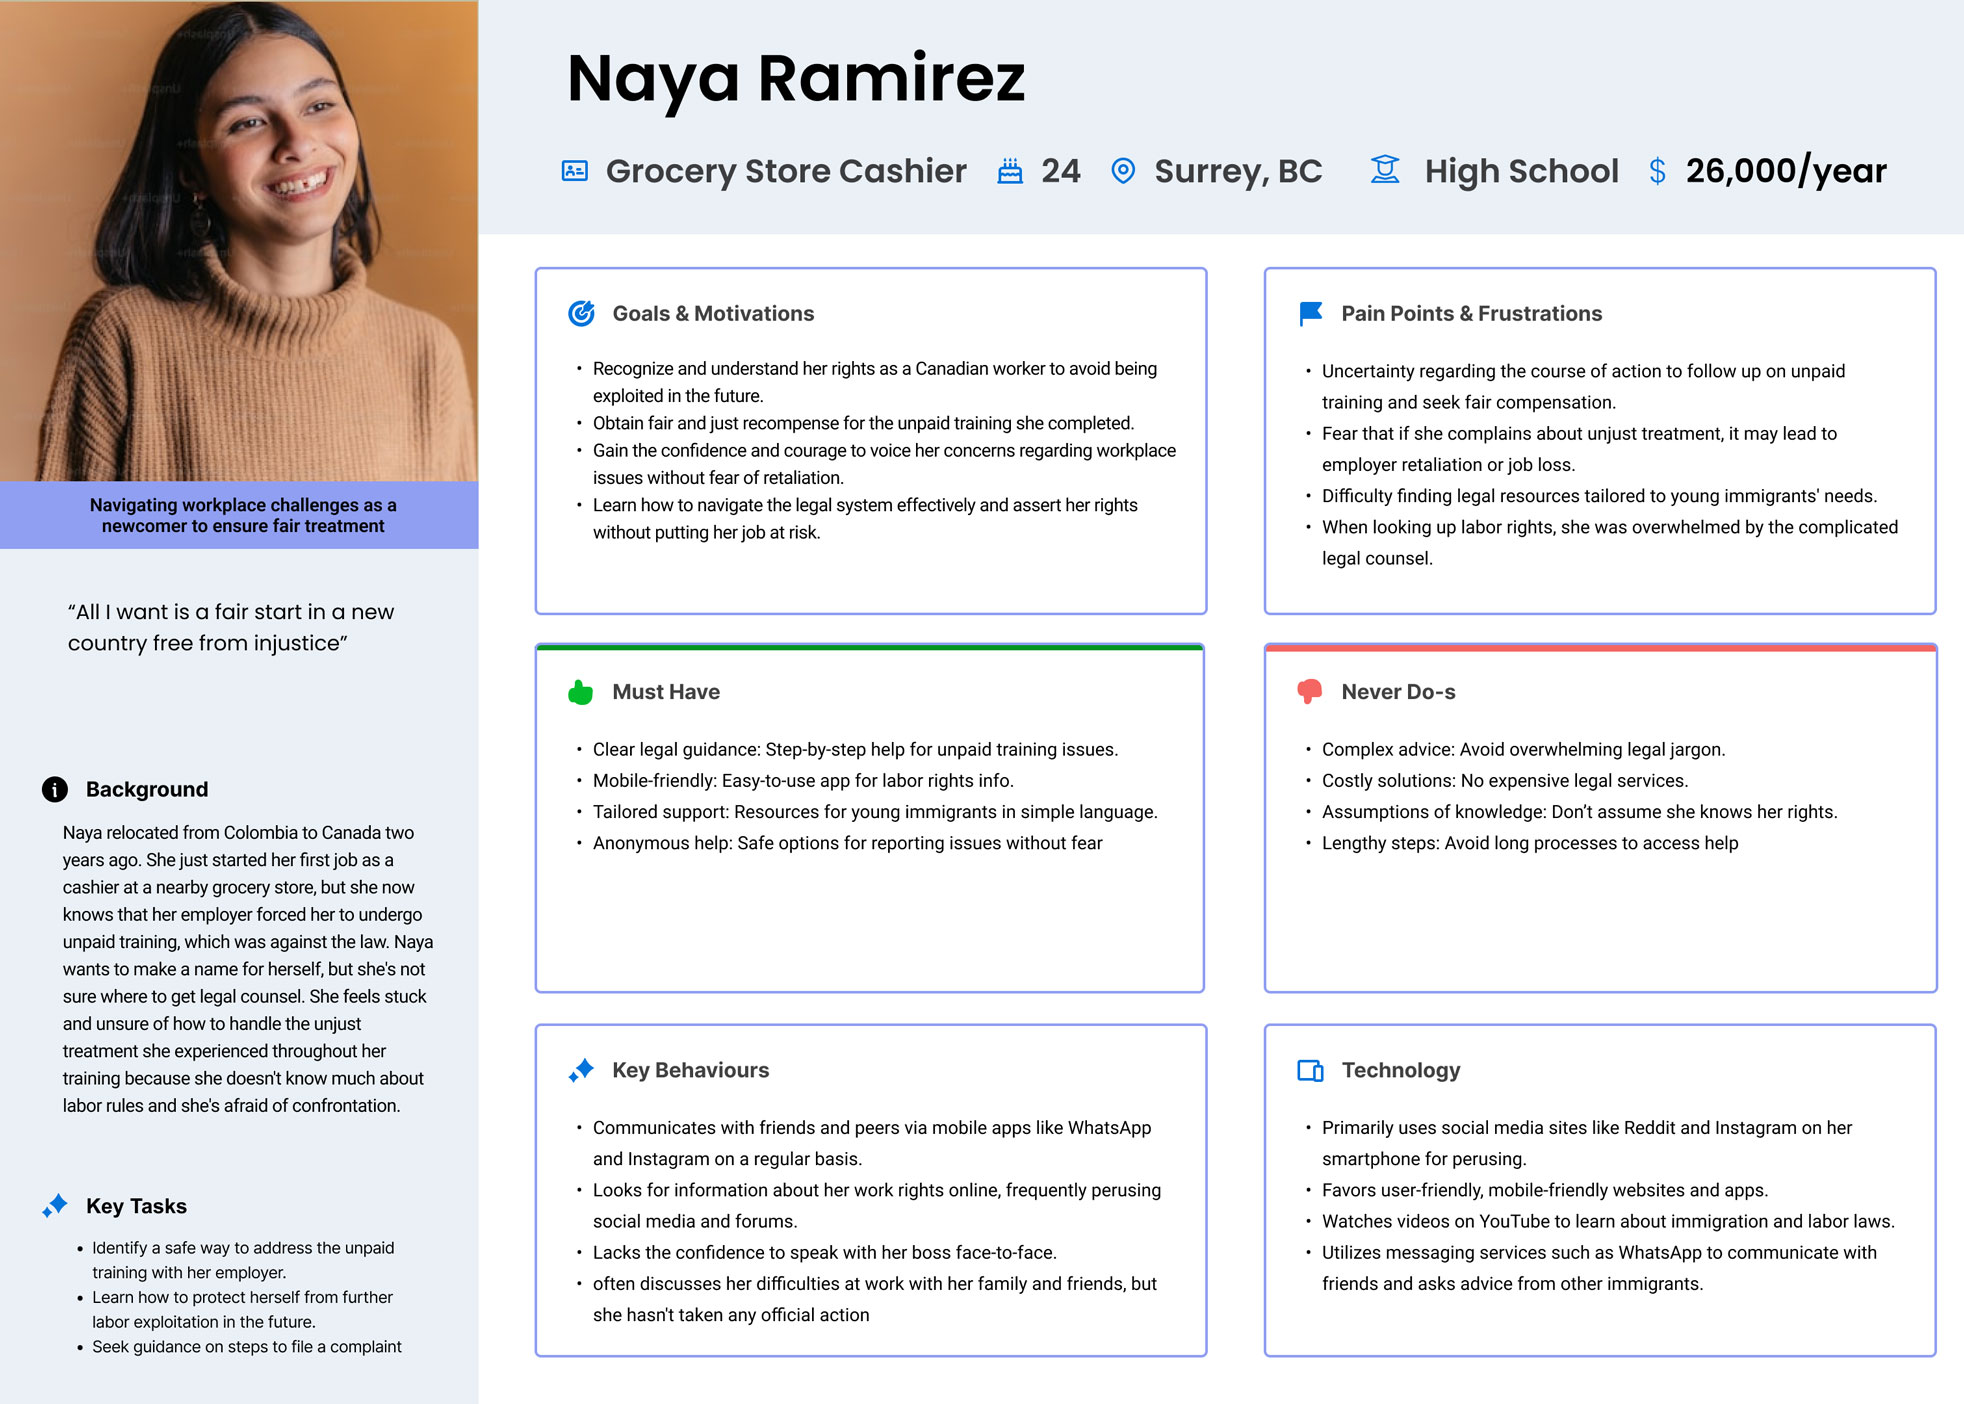 Naya Ramirez
Grocery Store Cashier
24
Surrey, BC
High School
$ 26,000/year
Navigating workplace challenges as a
newcomer to ensure fair treatment
“All I want is a fair start in a new
country free from injustice”
Background
Naya relocated from Colombia to Canada two
years ago. She just started her first job as a
cashier at a nearby grocery store, but she now
knows that her employer forced her to undergo
unpaid training, which was against the law. Naya
wants to make a name for herself, but she's not
sure where to get legal counsel. She feels stuck
and unsure of how to handle the unjust
treatment she experienced throughout her
training because she doesn't know much about
labor rules and she's afraid of confrontation.
Key Tasks
• Identify a safe way to address the unpaid
training with her employer.
• Learn how to protect herself from further
labor exploitation in the future.
• Seek guidance on steps to file a complaint
Goals & Motivations
• Recognize and understand her rights as a Canadian worker to avoid being
exploited in the future.
• Obtain fair and just recompense for the unpaid training she completed.
• Gain the confidence and courage to voice her concerns regarding workplace
issues without fear of retaliation.
• Learn how to navigate the legal system effectively and assert her rights
without putting her job at risk.
Pain Points & Frustrations
• Uncertainty regarding the course of action to follow up on unpaid
training and seek fair compensation.
• Fear that if she complains about unjust treatment, it may lead to
employer retaliation or job loss.
• Difficulty finding legal resources tailored to young immigrants' needs.
• When looking up labor rights, she was overwhelmed by the complicated
legal counsel.
Must Have
• Clear legal guidance: Step-by-step help for unpaid training issues.
• Mobile-friendly: Easy-to-use app for labor rights info.
• Tailored support: Resources for young immigrants in simple language.
• Anonymous help: Safe options for reporting issues without fear
Never Do-s
• Complex advice: Avoid overwhelming legal jargon.
• Costly solutions: No expensive legal services.
• Assumptions of knowledge: Don’t assume she knows her rights.
• Lengthy steps: Avoid long processes to access help
Key Behaviours
• Communicates with friends and peers via mobile apps like WhatsApp
and Instagram on a regular basis.
• Looks for information about her work rights online, frequently perusing
social media and forums.
• Lacks the confidence to speak with her boss face-to-face.
• often discusses her difficulties at work with her family and friends, but
she hasn't taken any official action
Technology
• Primarily uses social media sites like Reddit and Instagram on her
smartphone for perusing.
• Favors user-friendly, mobile-friendly websites and apps.
• Watches videos on YouTube to learn about immigration and labor laws.
• Utilizes messaging services such as WhatsApp to communicate with
friends and asks advice from other immigrants.